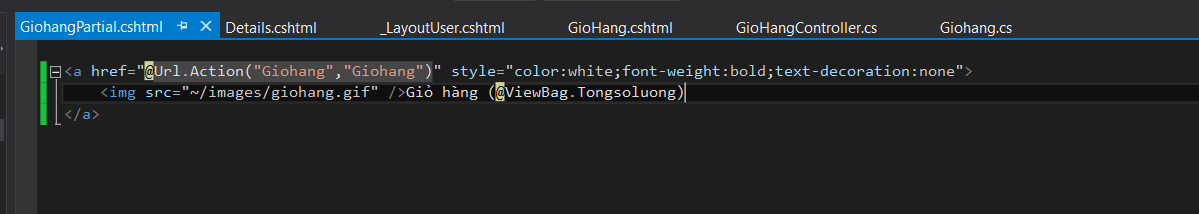 GiohangPartial.cshtml Details.cshtml _LayoutUser.cshtml GioHang.cshtml GioHangController.cs Giohang.cs
<a href="@Url.Action("Giohang","Giohang")" style="color:white;font-weight:bold;text-decoration:none">
<img src="~/images/giohang.gif" />Giỏ hàng (@ViewBag.Tongsoluong)
</a>